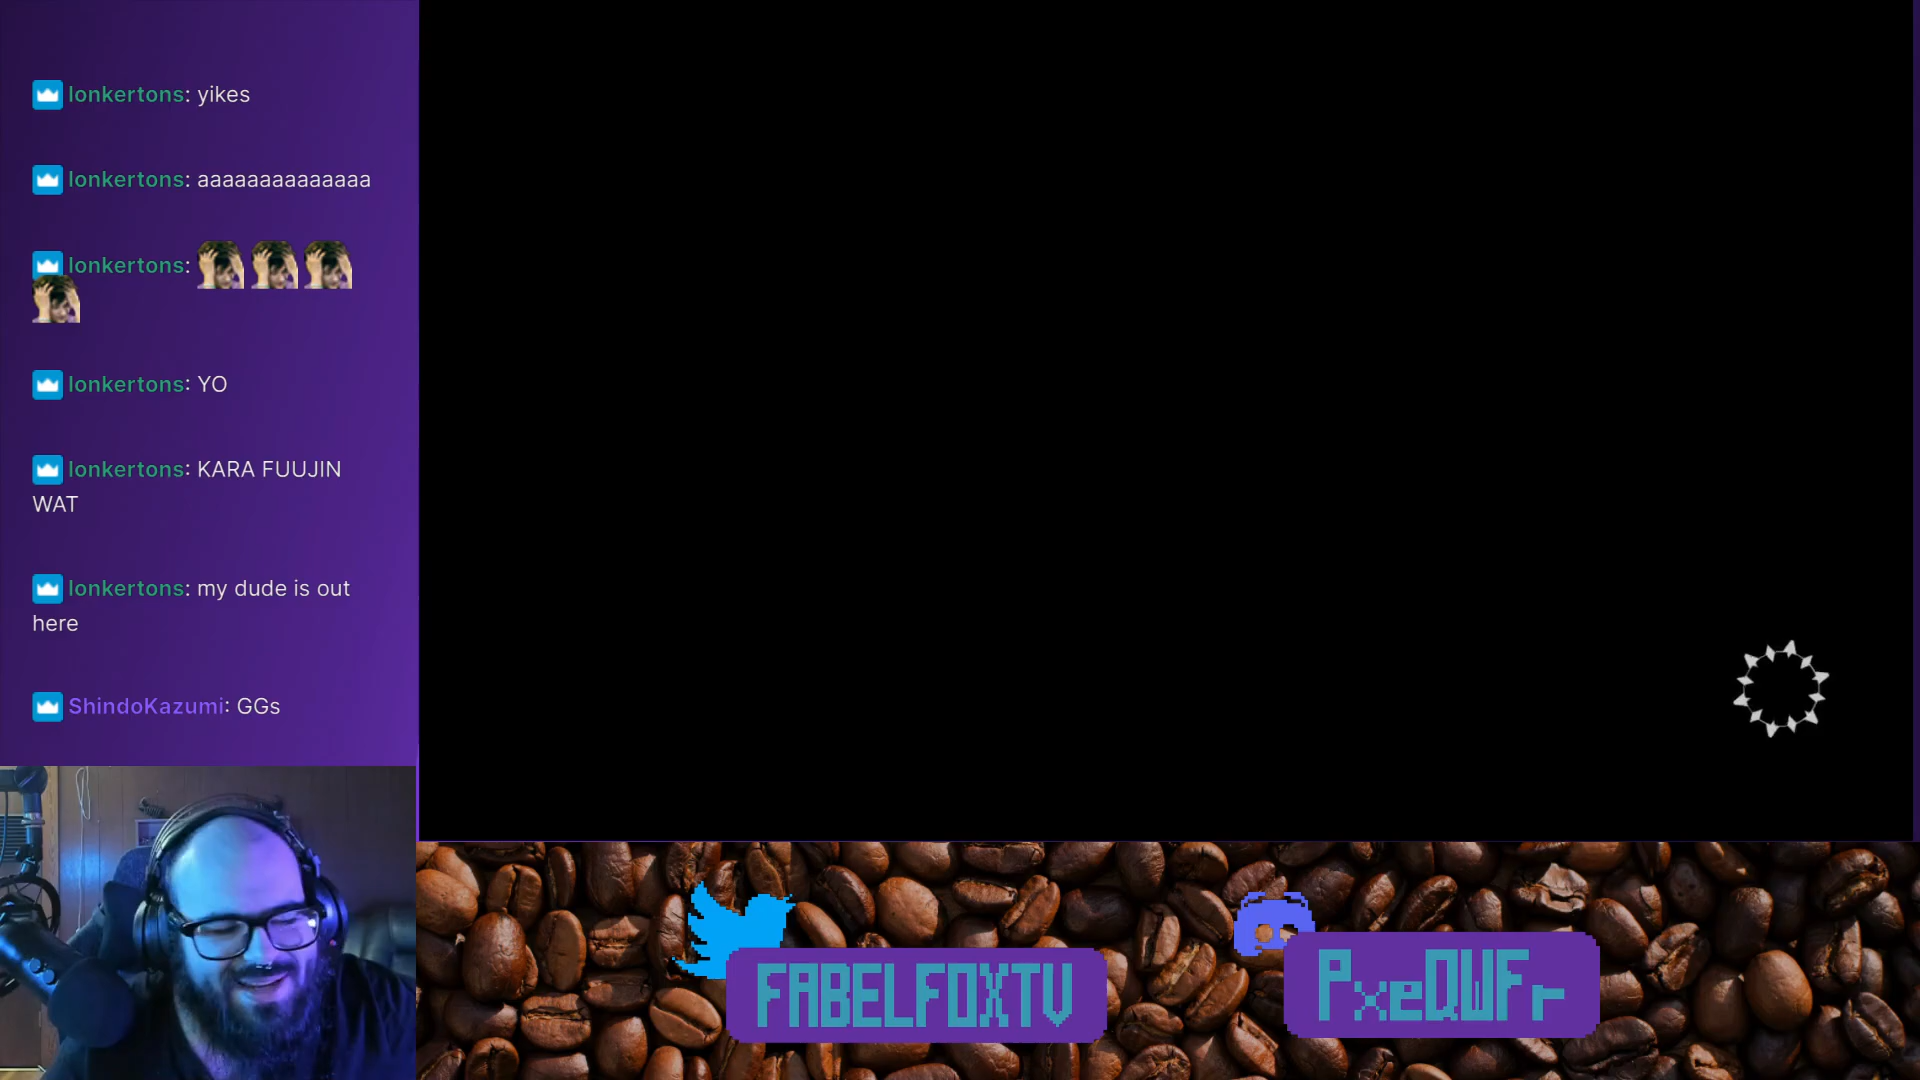 lonkertons: yikes
lonkertons: aaaaaaaaaaaaaa
lonkertons:
lonkertons: YO
lonkertons: KARA FUUJIN
WAT
lonkertons: my dude is out
here
ShindoKazumi: GGs
FABELFOXTV
PxeQWFr